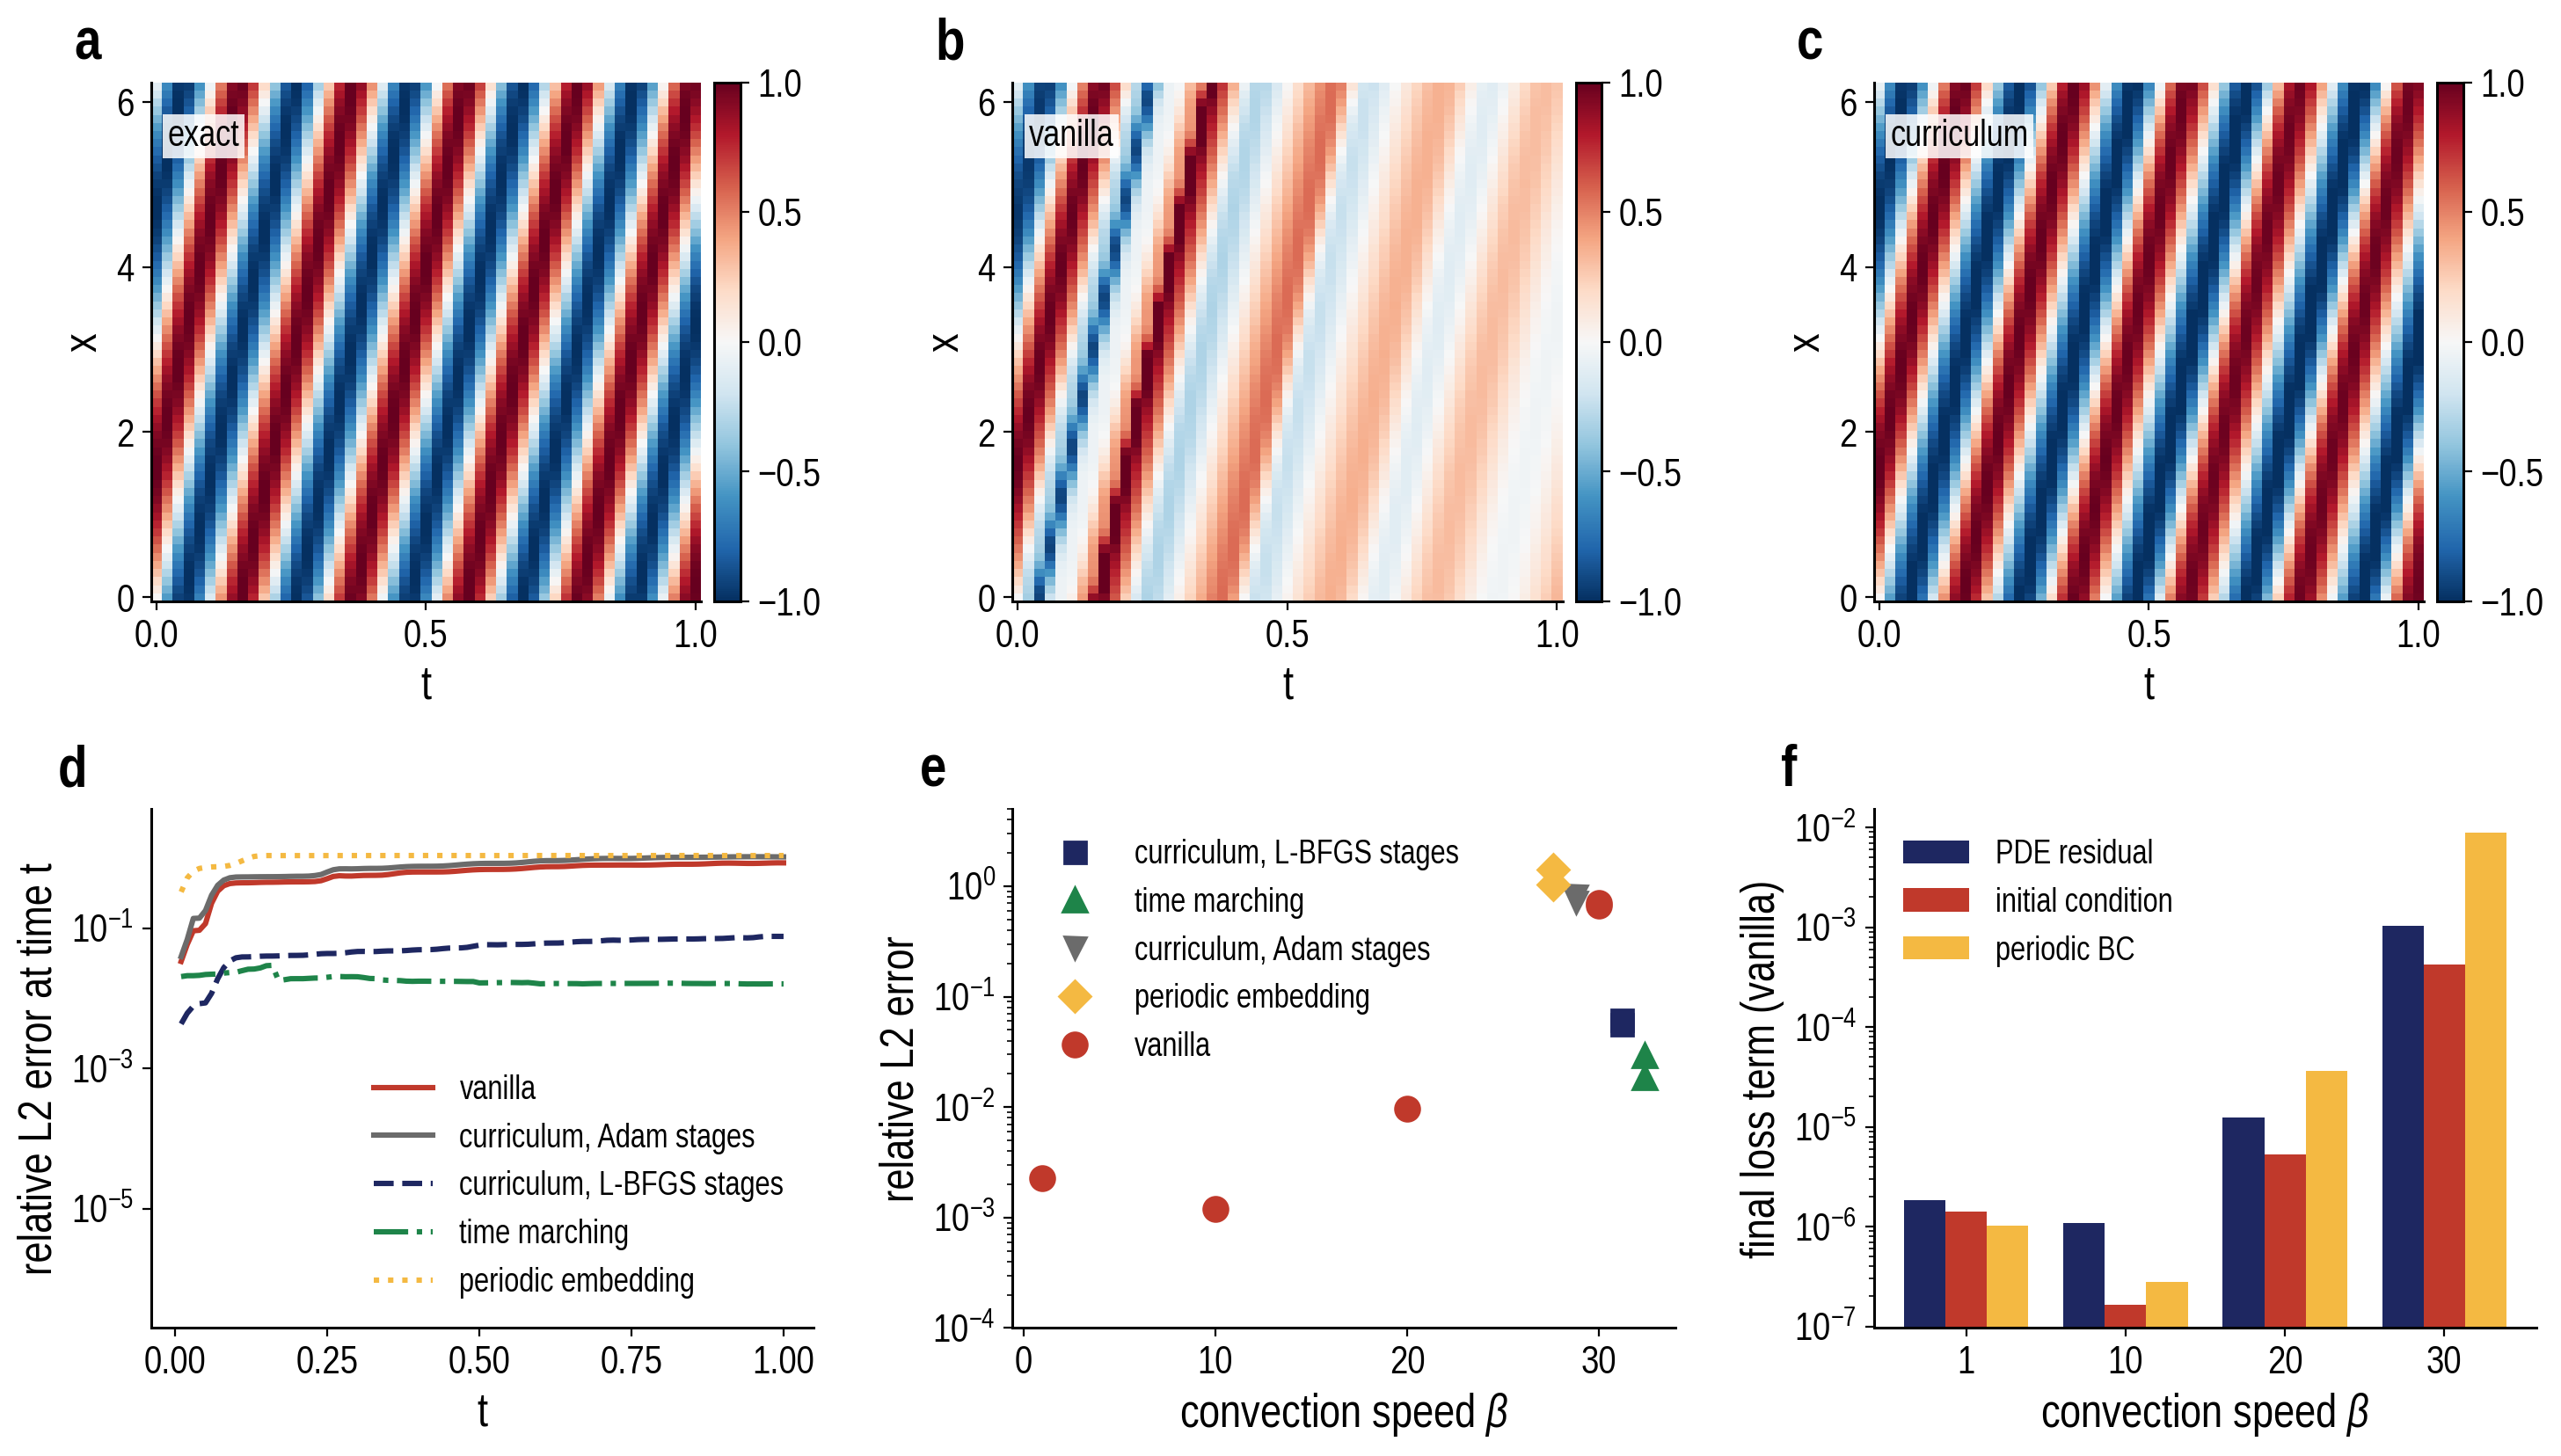 a
exact
6
4
2
0
x
0.0
0.5
1.0
t
1.0
0.5
0.0
−0.5
−1.0
b
vanilla
6
4
2
0
x
0.0
0.5
1.0
t
1.0
0.5
0.0
−0.5
−1.0
c
curriculum
6
4
2
0
x
0.0
0.5
1.0
t
1.0
0.5
0.0
−0.5
−1.0
d
relative L2 error at time t
10⁻¹
10⁻³
10⁻⁵
vanilla
curriculum, Adam stages
curriculum, L-BFGS stages
time marching
periodic embedding
0.00
0.25
0.50
0.75
1.00
t
e
relative L2 error
10⁰
10⁻¹
10⁻²
10⁻³
10⁻⁴
curriculum, L-BFGS stages
time marching
curriculum, Adam stages
periodic embedding
vanilla
0
10
20
30
convection speed β
f
final loss term (vanilla)
10⁻²
10⁻³
10⁻⁴
10⁻⁵
10⁻⁶
10⁻⁷
PDE residual
initial condition
periodic BC
1
10
20
30
convection speed β